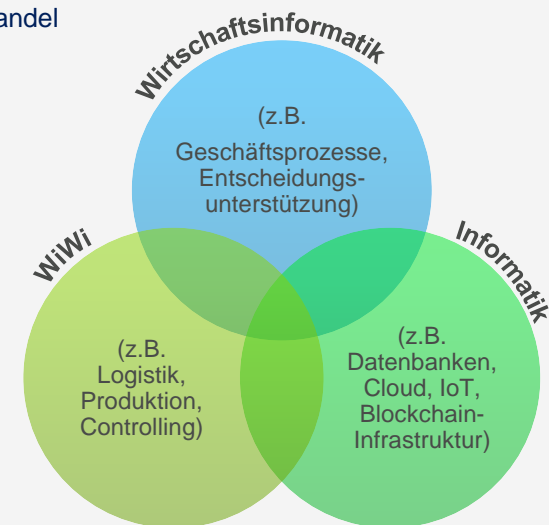 andel
Wirtschaftsinformatik
(z.B.
Geschäftsprozesse,
Entscheidungs-
unterstützung)
WiWi
(z.B.
Logistik,
Produktion,
Controlling)
Informatik
(z.B.
Datenbanken,
Cloud, IoT,
Blockchain-
Infrastruktur)